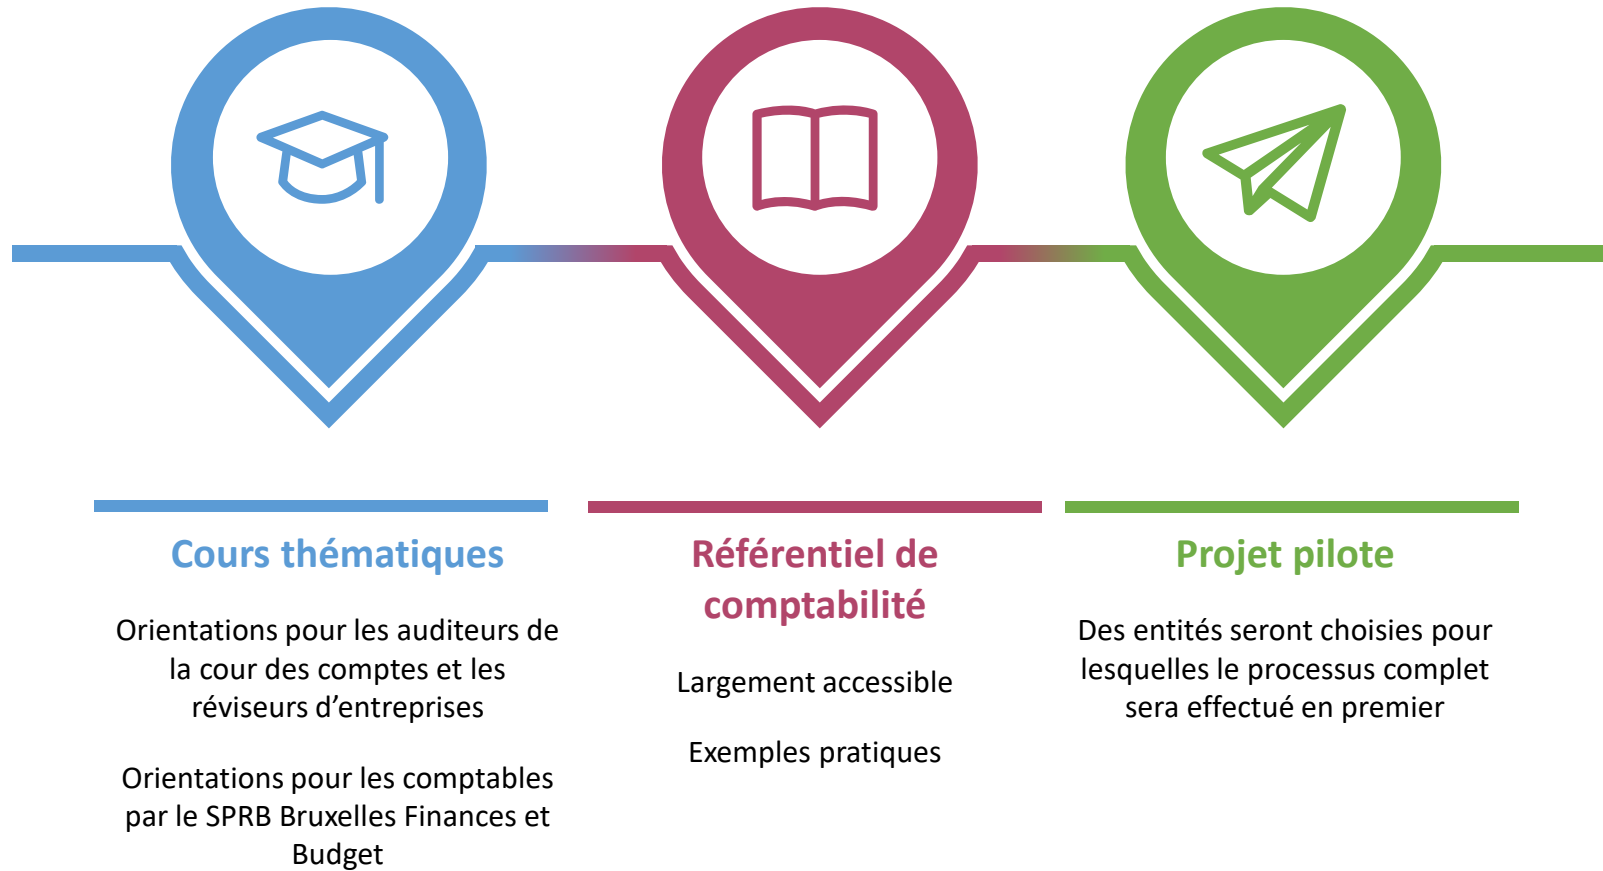 Cours thématiques
Orientations pour les auditeurs de
la cour des comptes et les
réviseurs d’entreprises
Orientations pour les comptables
par le SPRB Bruxelles Finances et
Budget
Référentiel de
comptabilité
Largement accessible
Exemples pratiques
Projet pilote
Des entités seront choisies pour
lesquelles le processus complet
sera effectué en premier